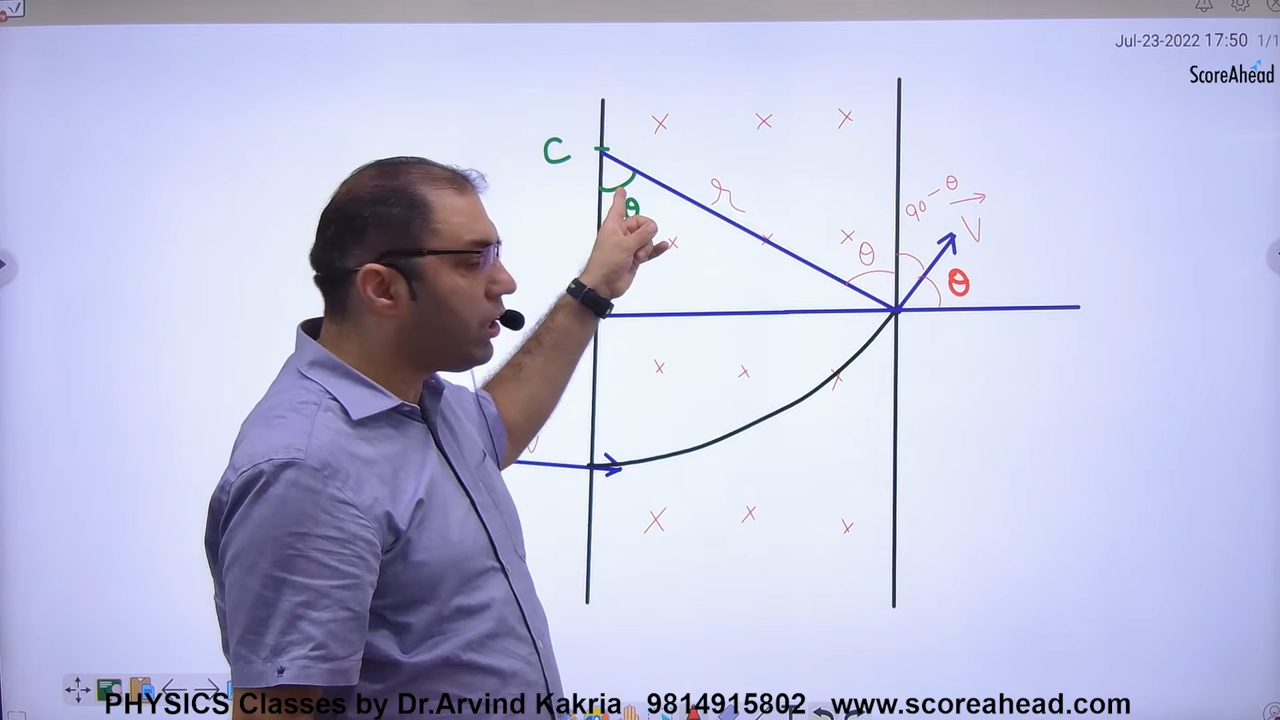 Jul-23-2022 17:50 1/1
ScoreAhead
C
r
90-θ
V
θ
θ
θ
PHYSICS Classes by Dr.Arvind Kakria 9814915802 www.scoreahead.com